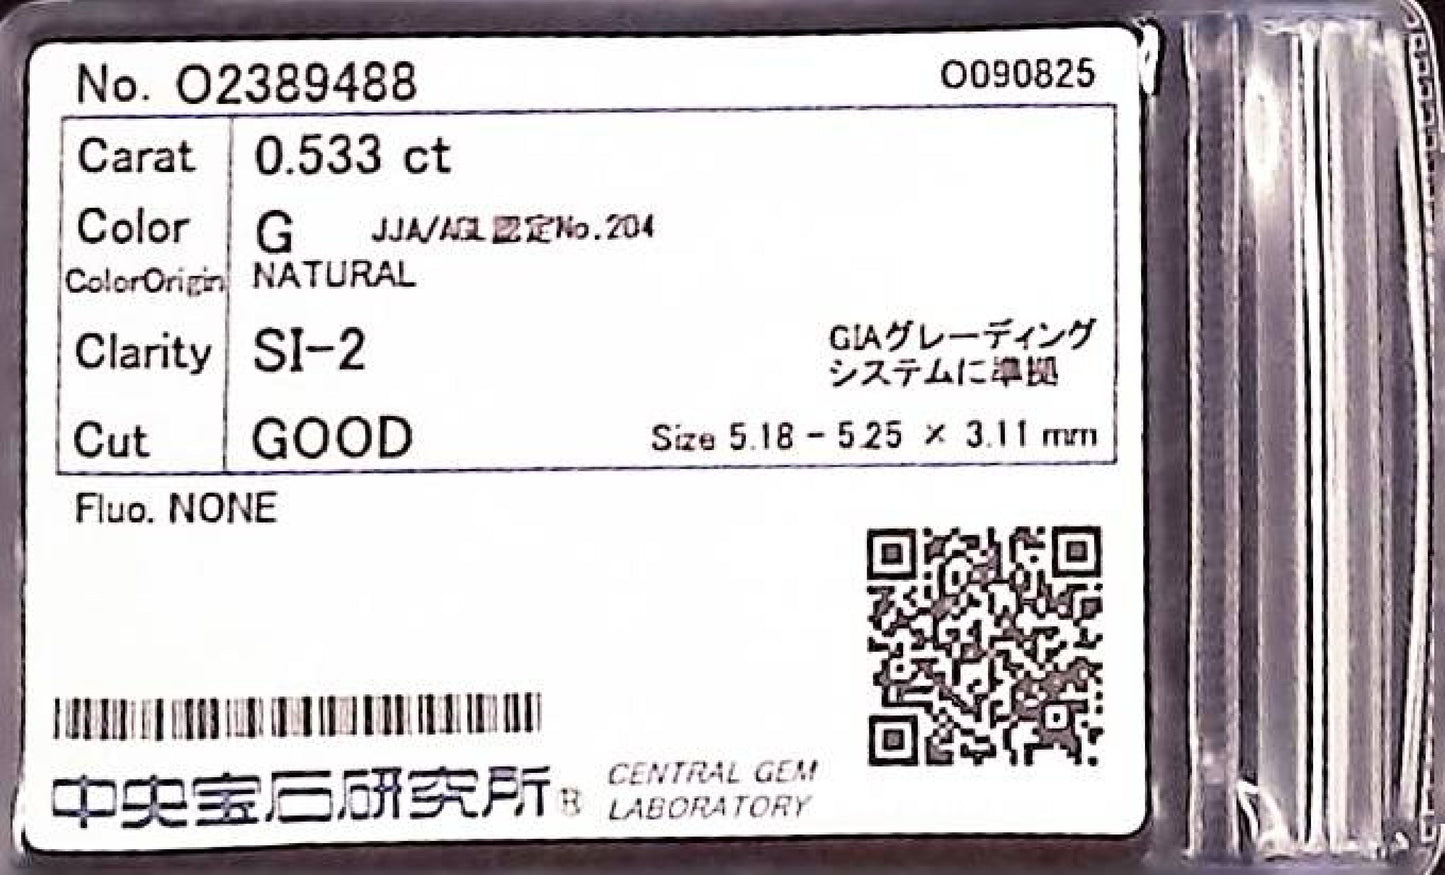 No. O2389488
O090825
Carat 0.533 ct
Color G JJA/AGL認定No.204
ColorOrigin NATURAL
Clarity SI-2
GIAグレーディング
システムに準拠
Cut GOOD Size 5.18 - 5.25 × 3.11 mm
Fluo. NONE
中央宝石研究所 R
CENTRAL GEM
LABORATORY